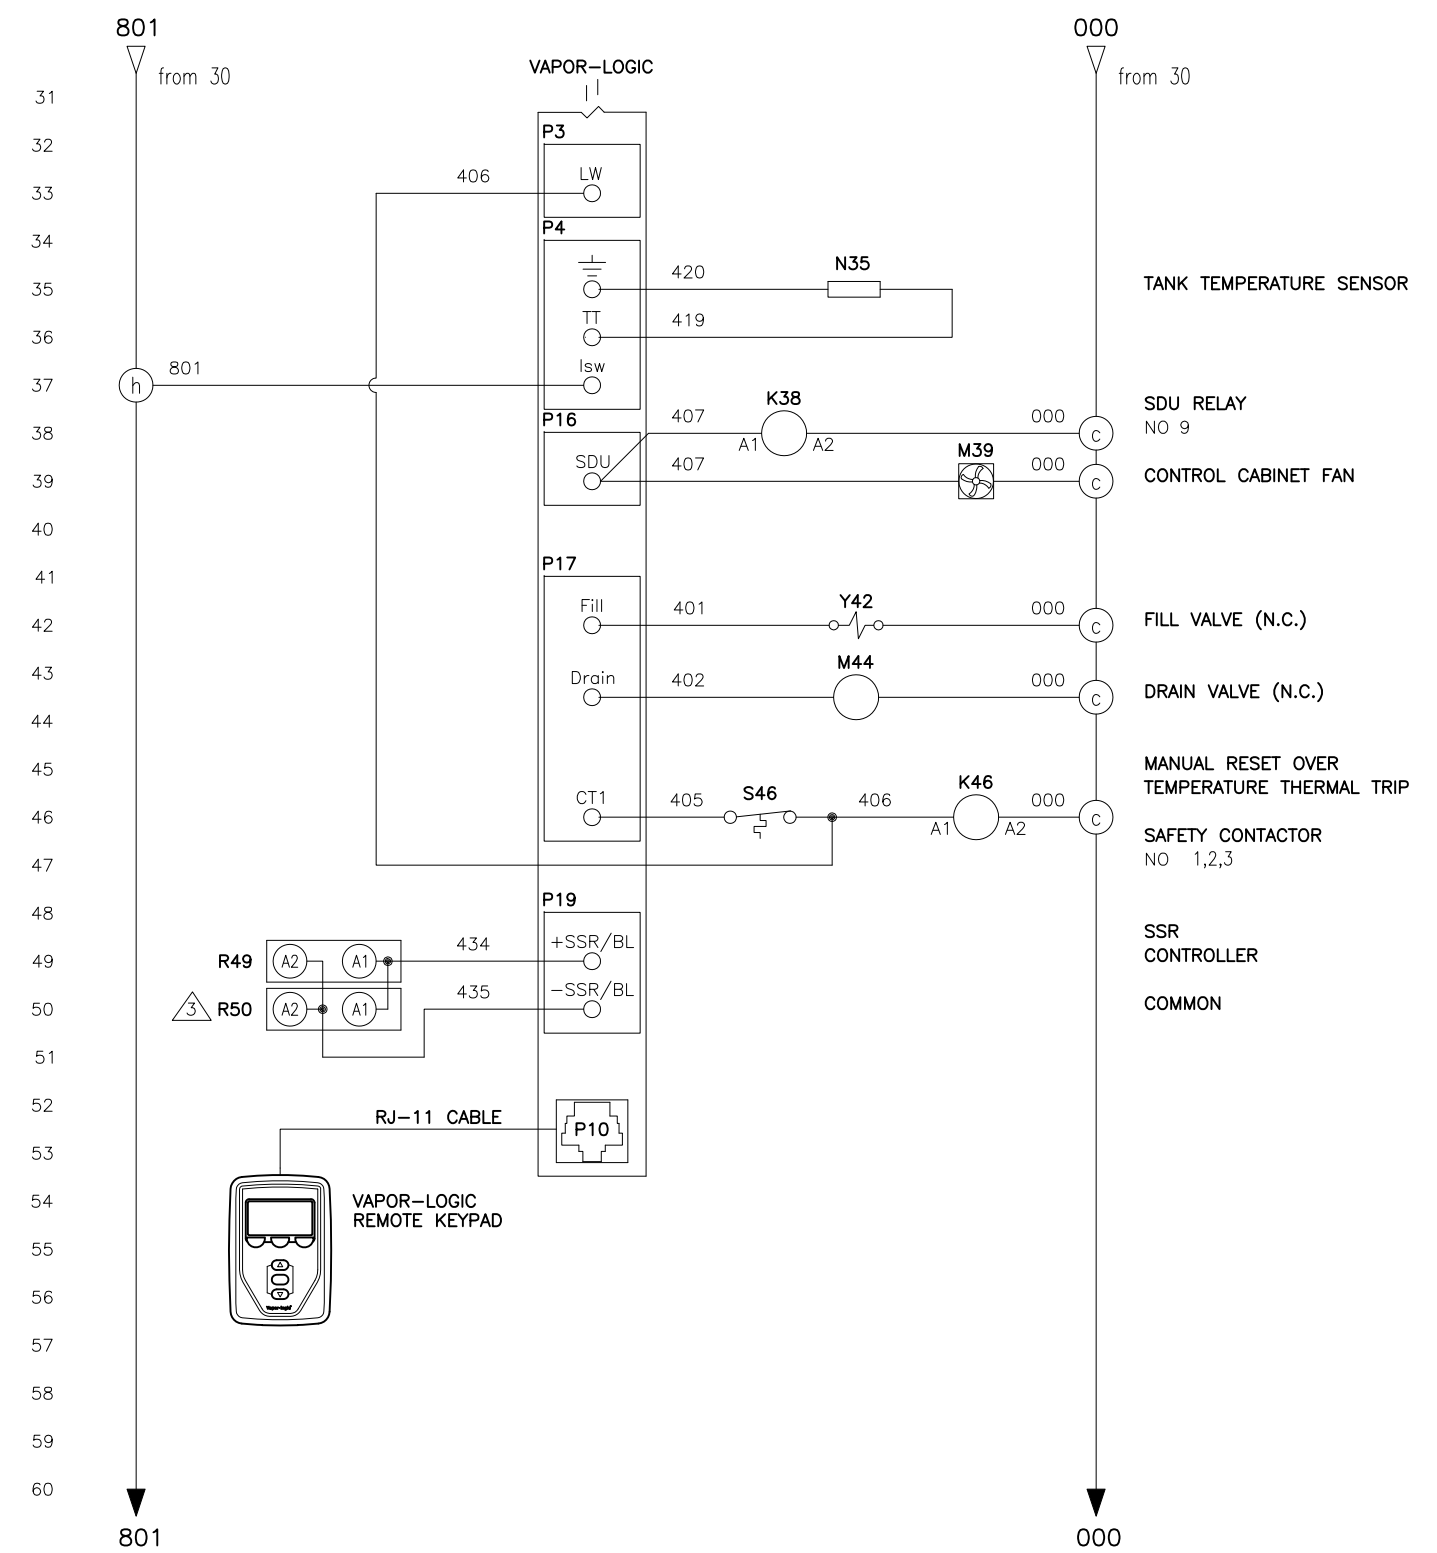 801 000
from 30 from 30
VAPOR-LOGIC
31
P3
32
LW
406
33
P4
34
N35
420
35
TANK TEMPERATURE SENSOR
TT
419
36
Isw
801
h
37
K38
SDU RELAY
P16
407
000
NO 9
38
A1 A2
c
M39
SDU
407
000
39
c
CONTROL CABINET FAN
40
P17
41
Y42
Fill
401
000
42
c
FILL VALVE (N.C.)
M44
43
Drain
402
000
c
DRAIN VALVE (N.C.)
44
45
MANUAL RESET OVER
TEMPERATURE THERMAL TRIP
K46
S46
CT1
405
406
000
46
A1 A2
c
SAFETY CONTACTOR
NO 1,2,3
47
P19
48
SSR
CONTROLLER
+SSR/BL
434
49
R49
A2 A1
-SSR/BL
435
50
3
R50
A2 A1
COMMON
51
52
RJ-11 CABLE
P10
53
54
VAPOR-LOGIC
REMOTE KEYPAD
55
56
Vapor-logic
57
58
59
60
801 000